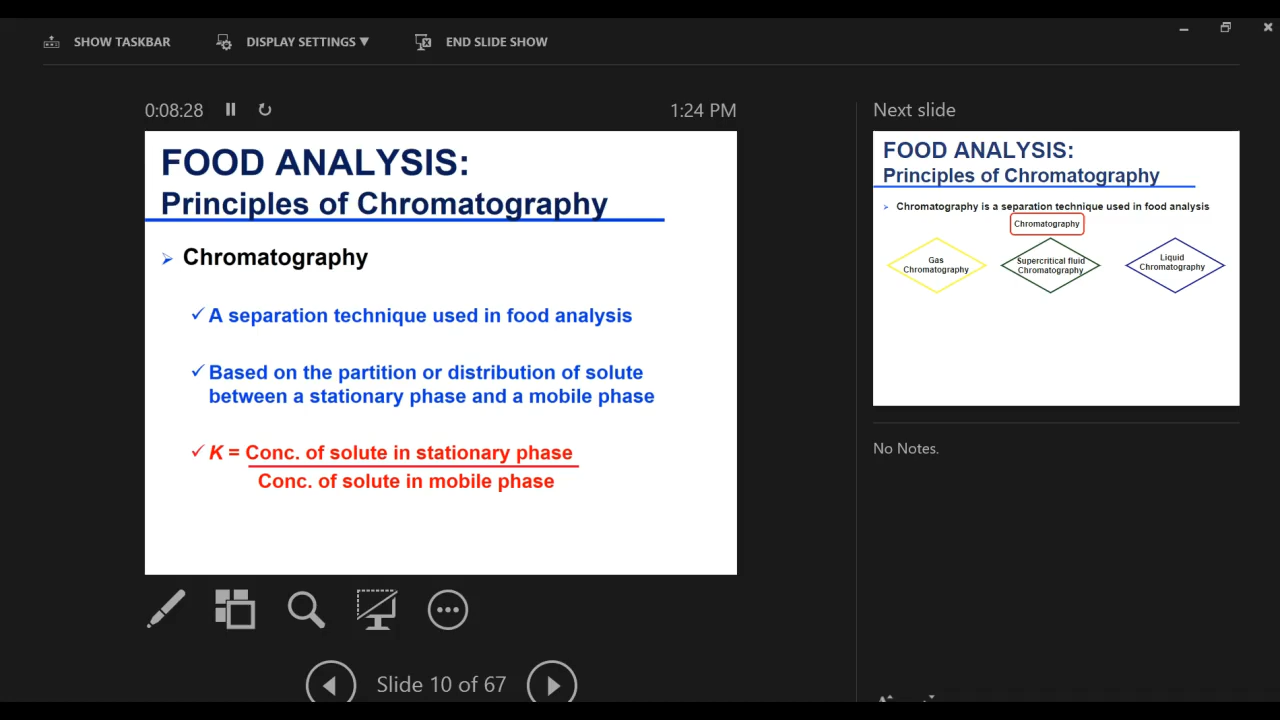 SHOW TASKBAR DISPLAY SETTINGS ▼ END SLIDE SHOW
0:08:28 1:24 PM
FOOD ANALYSIS:
Principles of Chromatography
➢ Chromatography
✓ A separation technique used in food analysis
✓ Based on the partition or distribution of solute
between a stationary phase and a mobile phase
✓ K = Conc. of solute in stationary phase
Conc. of solute in mobile phase
Slide 10 of 67
Next slide
FOOD ANALYSIS:
Principles of Chromatography
➢ Chromatography is a separation technique used in food analysis
Chromatography
Gas
Chromatography
Supercritical fluid
Chromatography
Liquid
Chromatography
No Notes.